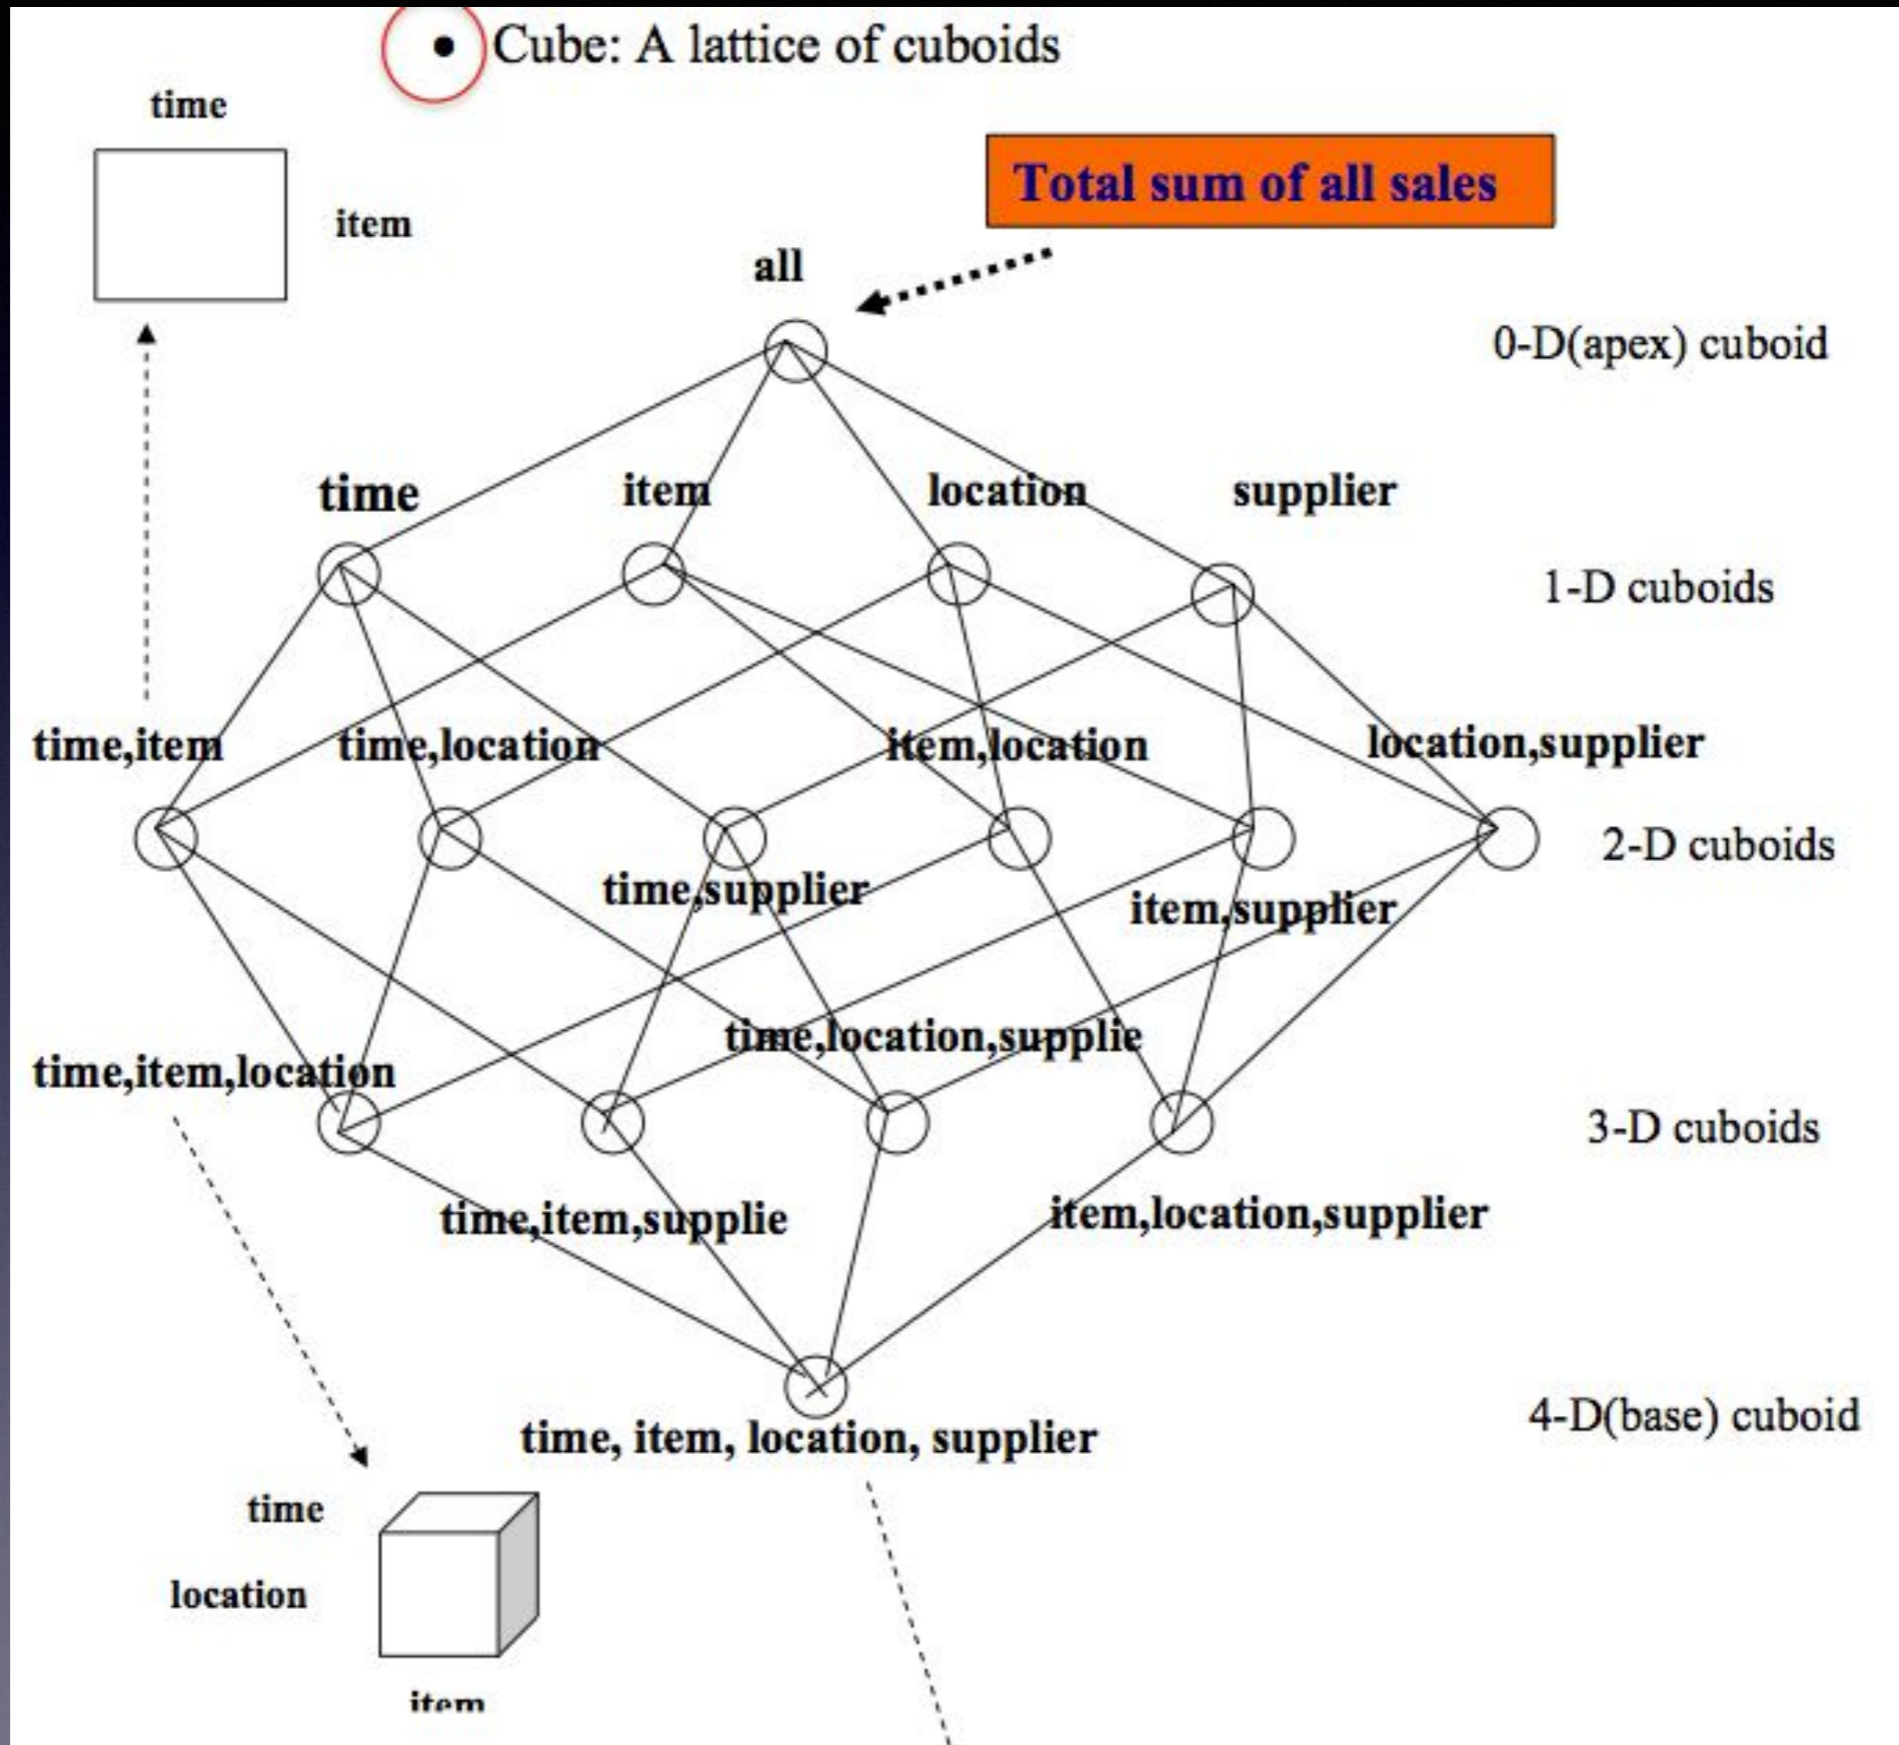 Cube: A lattice of cuboids
time
item
Total sum of all sales
all
0-D(apex) cuboid
time
item
location
supplier
1-D cuboids
time,item
time,location
item,location
location,supplier
2-D cuboids
time,supplier
item,supplier
time,location,supplie
time,item,location
3-D cuboids
time,item,supplie
item,location,supplier
4-D(base) cuboid
time, item, location, supplier
time
location
item